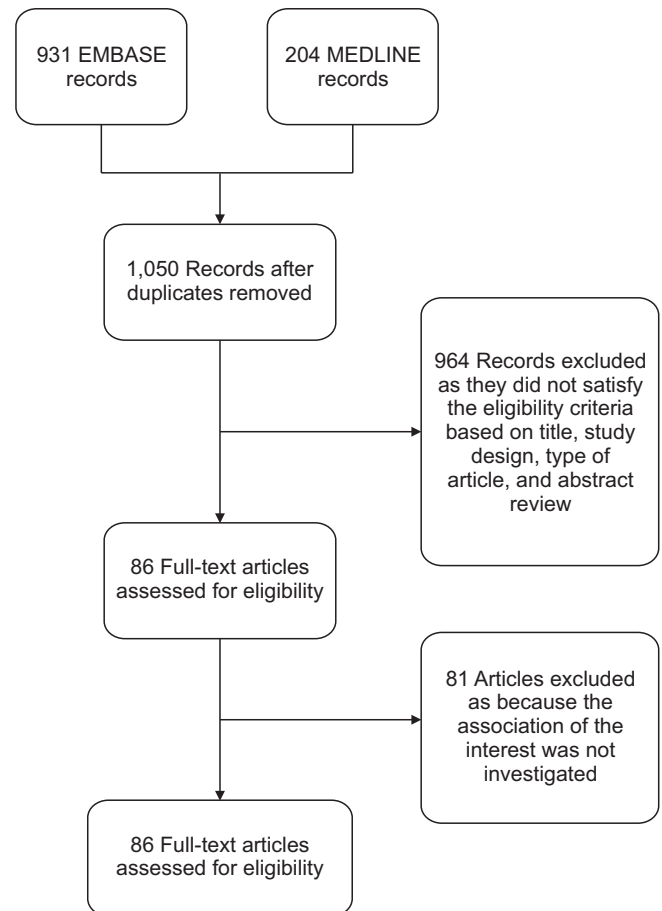 931 EMBASE
records
204 MEDLINE
records
1,050 Records after
duplicates removed
964 Records excluded
as they did not satisfy
the eligibility criteria
based on title, study
design, type of
article, and abstract
review
86 Full-text articles
assessed for eligibility
81 Articles excluded
as because the
association of the
interest was not
investigated
86 Full-text articles
assessed for eligibility